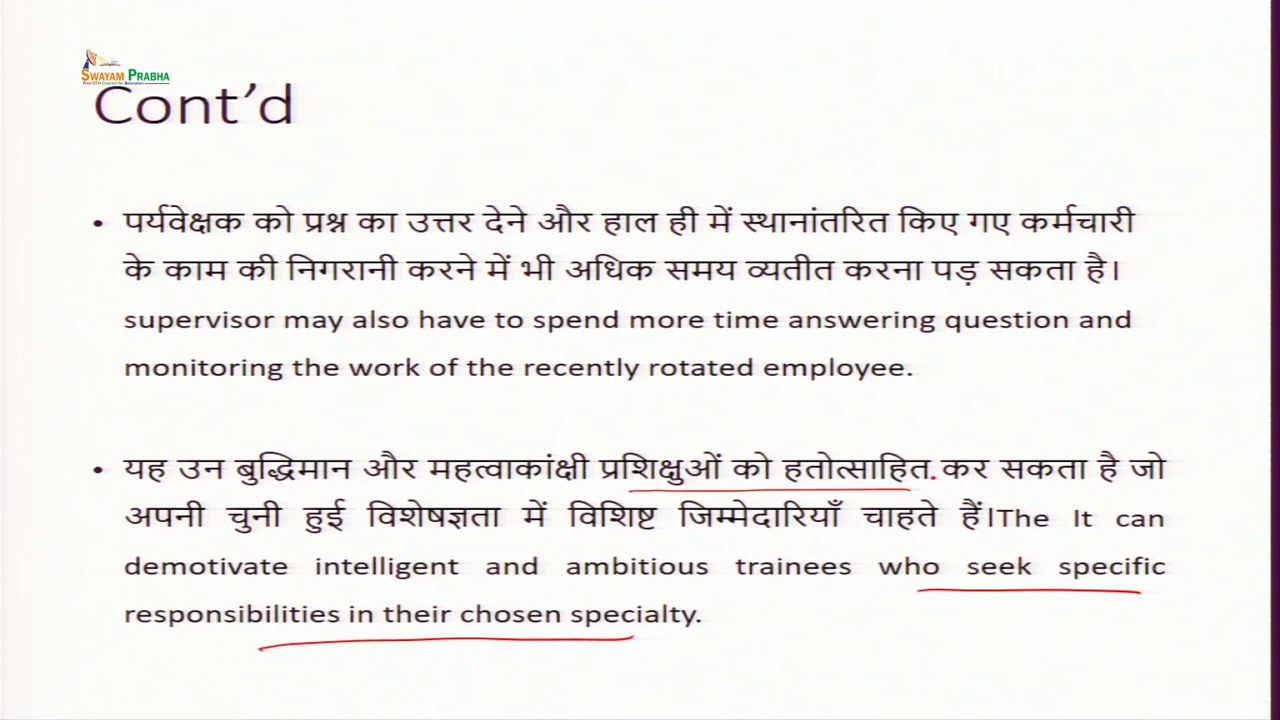 SWAYAM PRABHA
Cont’d
• पर्यवेक्षक को प्रश्न का उत्तर देने और हाल ही में स्थानांतरित किए गए कर्मचारी
के काम की निगरानी करने में भी अधिक समय व्यतीत करना पड़ सकता है।
supervisor may also have to spend more time answering question and
monitoring the work of the recently rotated employee.
• यह उन बुद्धिमान और महत्वाकांक्षी प्रशिक्षुओं को हतोत्साहित कर सकता है जो
अपनी चुनी हुई विशेषज्ञता में विशिष्ट जिम्मेदारियाँ चाहते हैं।The It can
demotivate intelligent and ambitious trainees who seek specific
responsibilities in their chosen specialty.